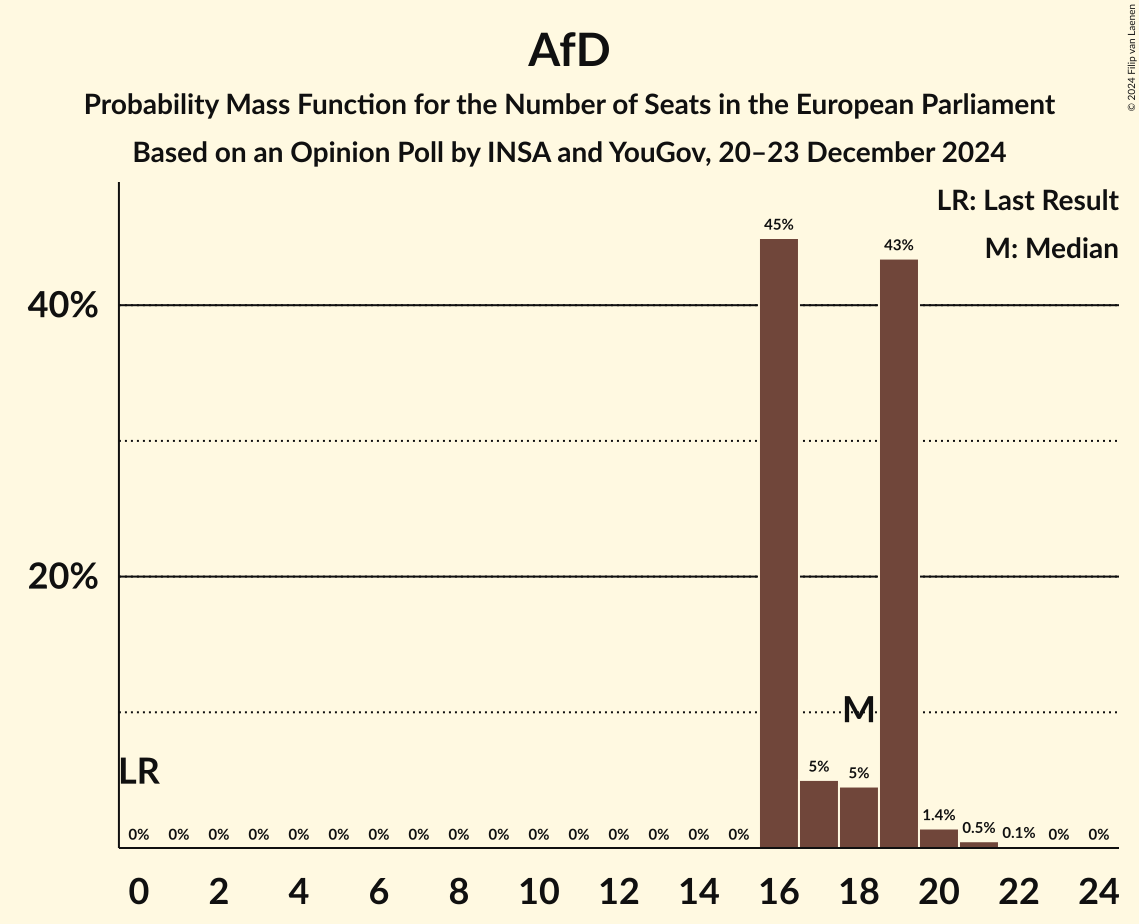 AfD
Probability Mass Function for the Number of Seats in the European Parliament
Based on an Opinion Poll by INSA and YouGov, 20–23 December 2024
© 2024 Filip van Laenen
LR: Last Result
M: Median
45%
43%
40%
20%
M
LR
5%
5%
1.4%
0.5%
0.1%
0% 0% 0% 0% 0% 0% 0% 0% 0% 0% 0% 0% 0% 0% 0% 0% 0% 0%
0 2 4 6 8 10 12 14 16 18 20 22 24